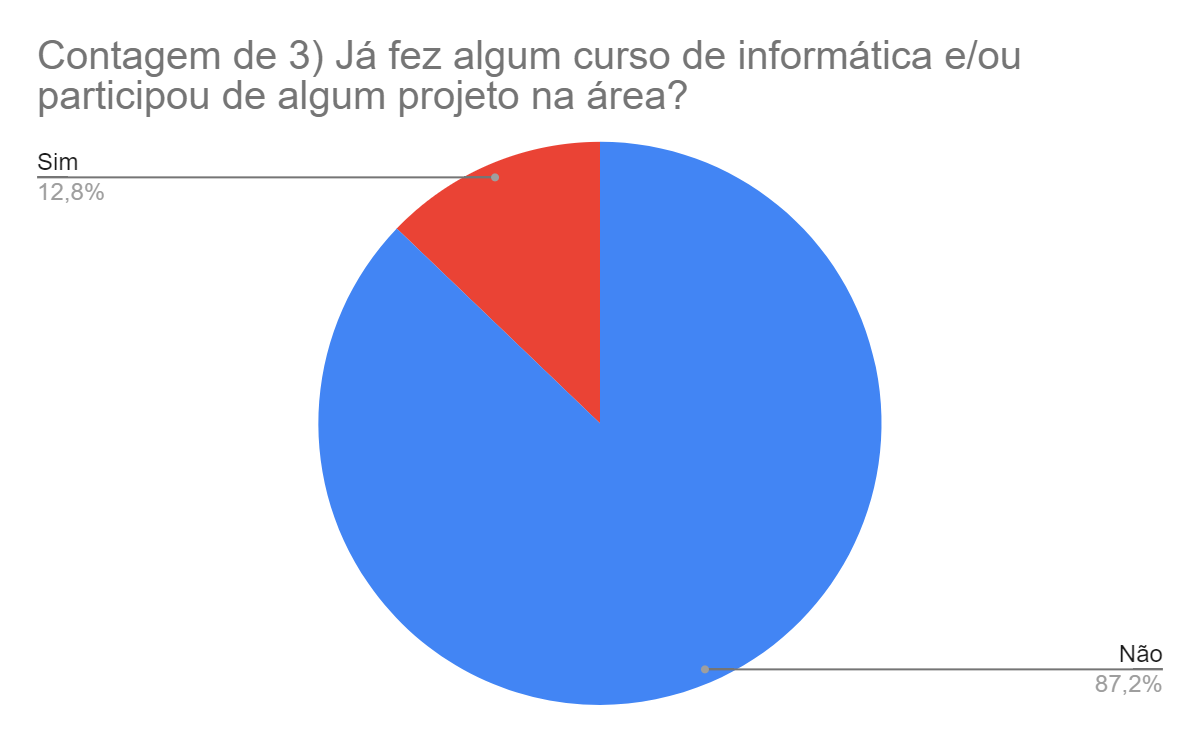 Contagem de 3) Já fez algum curso de informática e/ou
participou de algum projeto na área?
Sim
12,8%
Não
87,2%